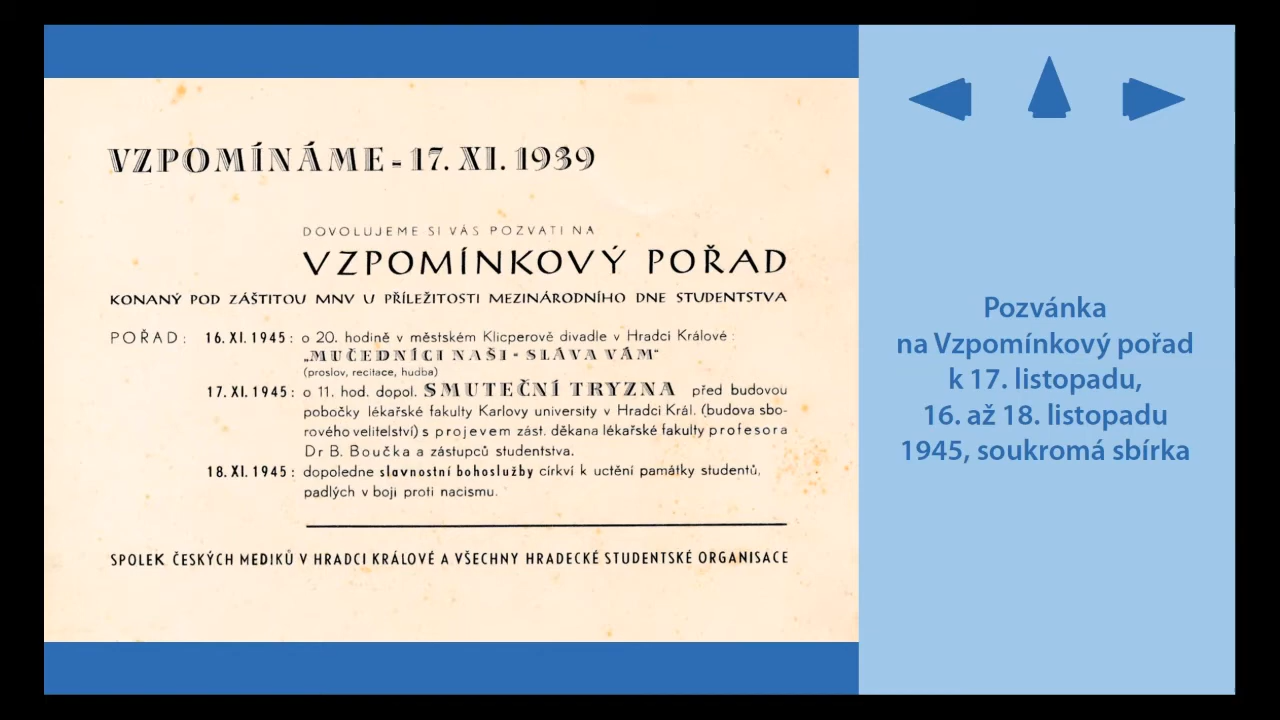 VZPOMÍNÁME - 17. XI. 1939
DOVOLUJEME SI VÁS POZVATI NA
VZPOMÍNKOVÝ POŘAD
KONANÝ POD ZÁŠTITOU MNV U PŘÍLEŽITOSTI MEZINÁRODNÍHO DNE STUDENTSTVA
POŘAD: 16. XI. 1945: o 20. hodině v městském Klicperově divadle v Hradci Králové:
„MUČEDNÍCI NAŠI - SLÁVA VÁM“
(proslov, recitace, hudba)
17. XI. 1945: o 11. hod. dopol. SMUTEČNÍ TRYZNA před budovou
pobočky lékařské fakulty Karlovy university v Hradci Král. (budova sbo-
rového velitelství) s projevem zást. děkana lékařské fakulty profesora
Dr B. Boučka a zástupců studentstva.
18. XI. 1945: dopoledne slavnostní bohoslužby církví k uctění památky studentů,
padlých v boji proti nacismu.
SPOLEK ČESKÝCH MEDIKŮ V HRADCI KRÁLOVÉ A VŠECHNY HRADECKÉ STUDENTSKÉ ORGANISACE
Pozvánka
na Vzpomínkový pořad
k 17. listopadu,
16. až 18. listopadu
1945, soukromá sbírka